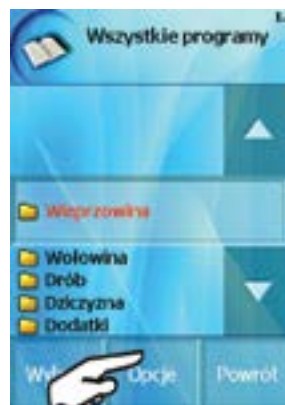 Wszystkie programy
Wieprzowina
Wołowina
Drób
Dziczyzna
Dodatki
Opcje
Powrót